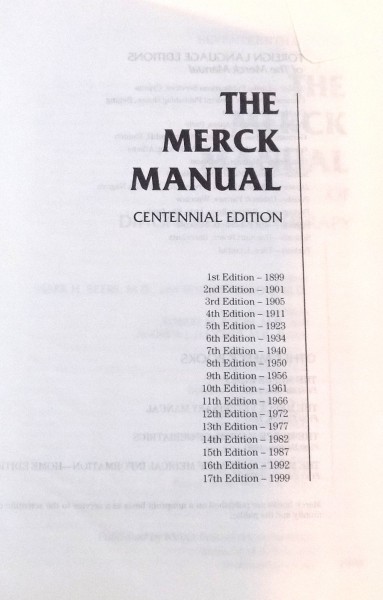 THE
MERCK
MANUAL
CENTENNIAL EDITION
1st Edition – 1899
2nd Edition – 1901
3rd Edition – 1905
4th Edition – 1911
5th Edition – 1923
6th Edition – 1934
7th Edition – 1940
8th Edition – 1950
9th Edition – 1956
10th Edition – 1961
11th Edition – 1966
12th Edition – 1972
13th Edition – 1977
14th Edition – 1982
15th Edition – 1987
16th Edition – 1992
17th Edition – 1999